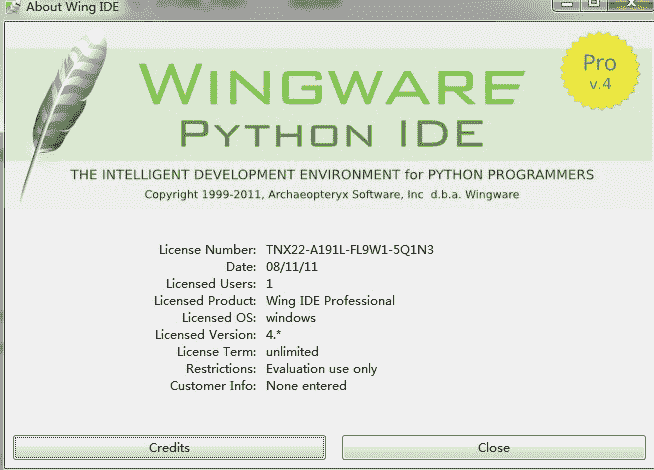 About Wing IDE
WINGWARE
PYTHON IDE
Pro
v.4
THE INTELLIGENT DEVELOPMENT ENVIRONMENT for PYTHON PROGRAMMERS
Copyright 1999-2011, Archaeopteryx Software, Inc d.b.a. Wingware
License Number: TNX22-A191L-FL9W1-5Q1N3
Date: 08/11/11
Licensed Users: 1
Licensed Product: Wing IDE Professional
Licensed OS: windows
Licensed Version: 4.*
License Term: unlimited
Restrictions: Evaluation use only
Customer Info: None entered
Credits
Close